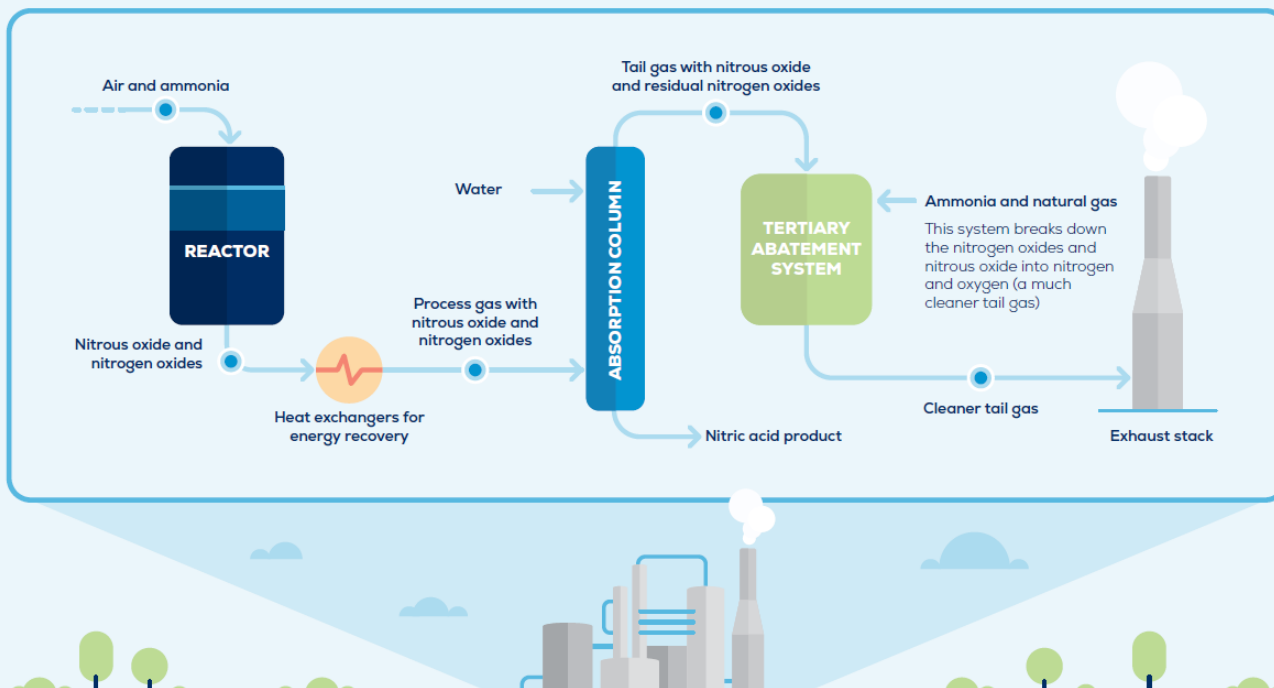 Air and ammonia
REACTOR
Nitrous oxide and
nitrogen oxides
Heat exchangers for
energy recovery
Process gas with
nitrous oxide and
nitrogen oxides
Water
ABSORPTION COLUMN
Nitric acid product
Tail gas with nitrous oxide
and residual nitrogen oxides
TERTIARY
ABATEMENT
SYSTEM
Ammonia and natural gas
This system breaks down
the nitrogen oxides and
nitrous oxide into nitrogen
and oxygen (a much
cleaner tail gas)
Cleaner tail gas
Exhaust stack